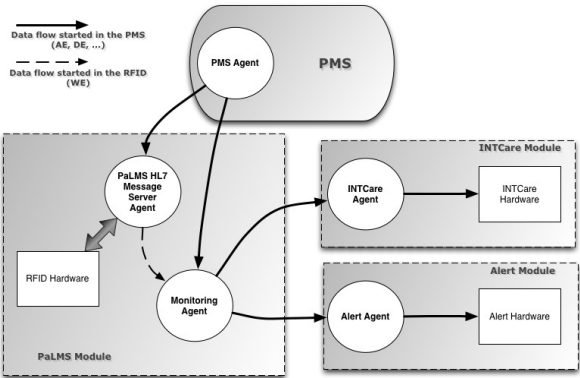 Data flow started in the PMS
(AE, DE, ...)
Data flow started in the RFID
(WE)
PMS Agent
PMS
PaLMS HL7
Message
Server
Agent
RFID Hardware
Monitoring
Agent
PaLMS Module
INTCare Module
INTCare
Agent
INTCare
Hardware
Alert Module
Alert Agent
Alert Hardware